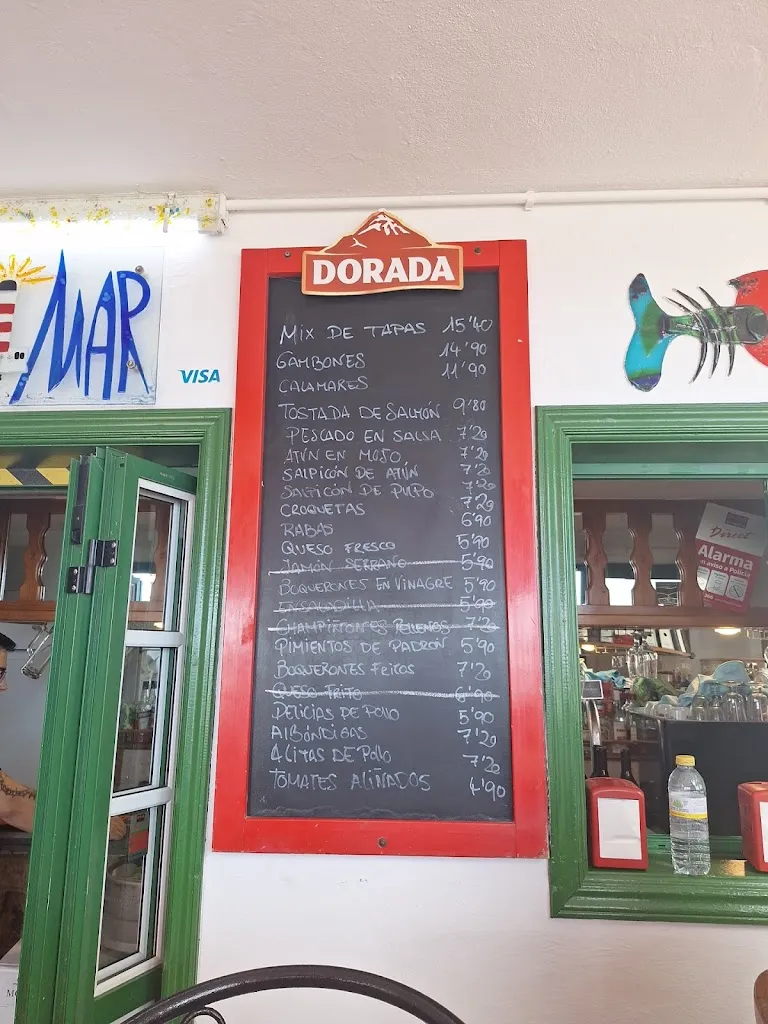 DORADA
MAR
VISA
MIX DE TAPAS 15'40
GAMBONES 14'90
CALAMARES 11'90
TOSTADA DE SALMÓN 9'80
PESCADO EN SALSA 7'20
ATÚN EN MOJO 7'20
SALPICÓN DE ATÚN 7'20
SALPICÓN DE PULPO 7'20
CROQUETAS 7'20
RABAS 6'90
QUESO FRESCO 5'90
JAMÓN SERRANO 5'90
BOQUERONES EN VINAGRE 5'90
ENSALADILLA 5'90
CHAMPIÑONES RELLENOS 7'20
PIMIENTOS DE PADRÓN 5'90
BOQUERONES FRITOS 7'20
QUESO FRITO 6'90
DELICIAS DE POLLO 5'90
ALBÓNDIGAS 7'20
ALITAS DE POLLO 7'20
TOMATES ALIÑADOS 4'90
Direct
Alarma